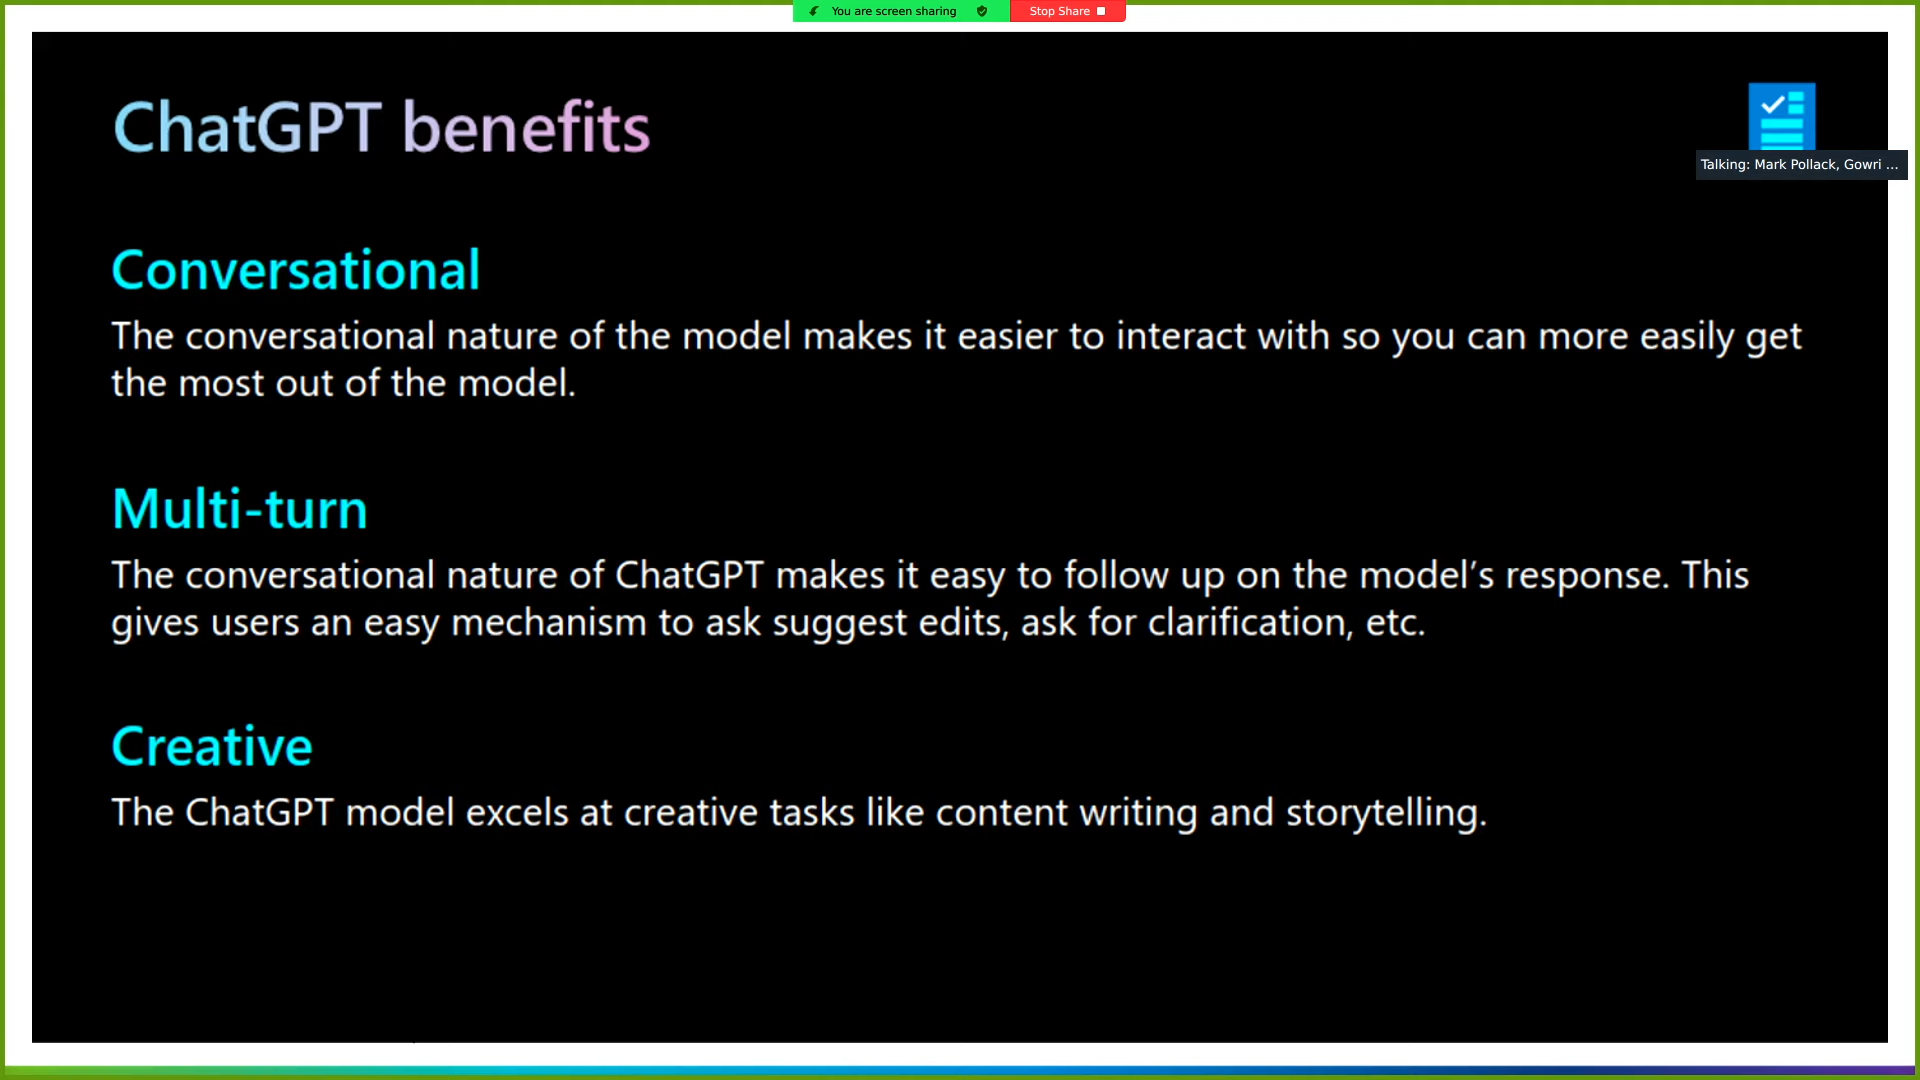 You are screen sharing
Stop Share
ChatGPT benefits
Talking: Mark Pollack, Gowri ...
Conversational
The conversational nature of the model makes it easier to interact with so you can more easily get
the most out of the model.
Multi-turn
The conversational nature of ChatGPT makes it easy to follow up on the model’s response. This
gives users an easy mechanism to ask suggest edits, ask for clarification, etc.
Creative
The ChatGPT model excels at creative tasks like content writing and storytelling.